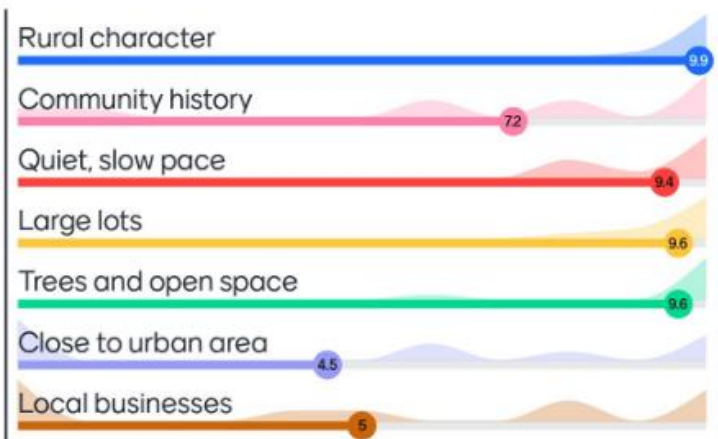 Rural character
9.9
Community history
7.2
Quiet, slow pace
9.4
Large lots
9.6
Trees and open space
9.6
Close to urban area
4.5
Local businesses
5